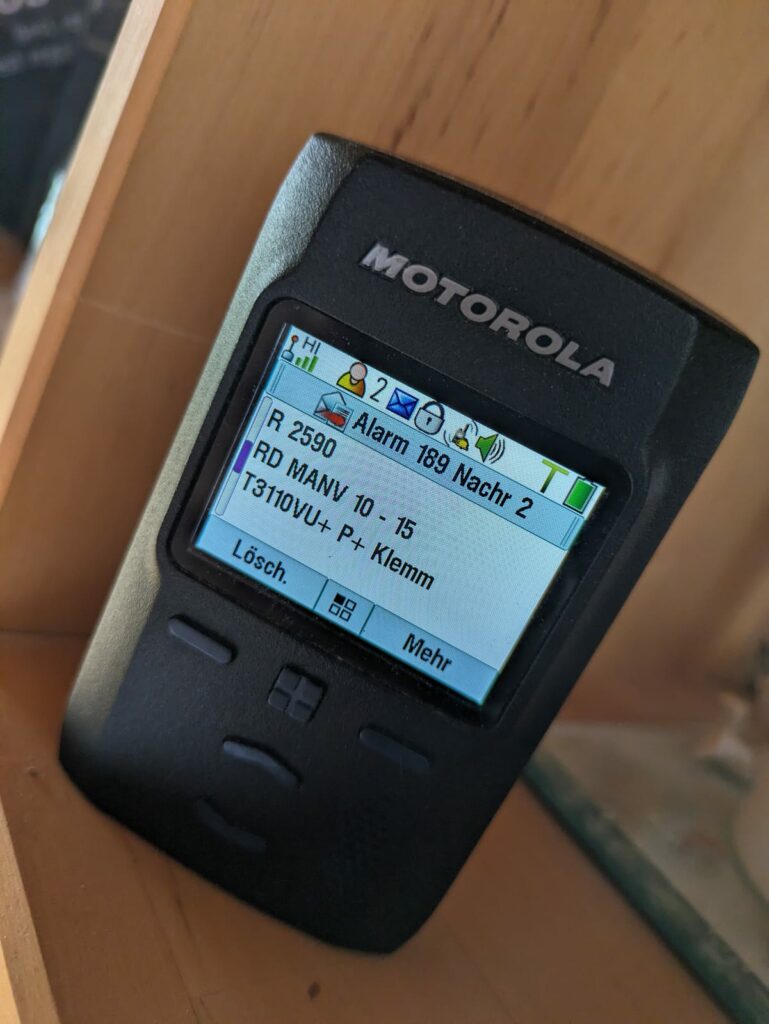 MOTOROLA
HI
2
Alarm 189 Nachr 2
R 2590
RD MANV 10 - 15
T3110VU+ P+ Klemm
Lösch.
Mehr